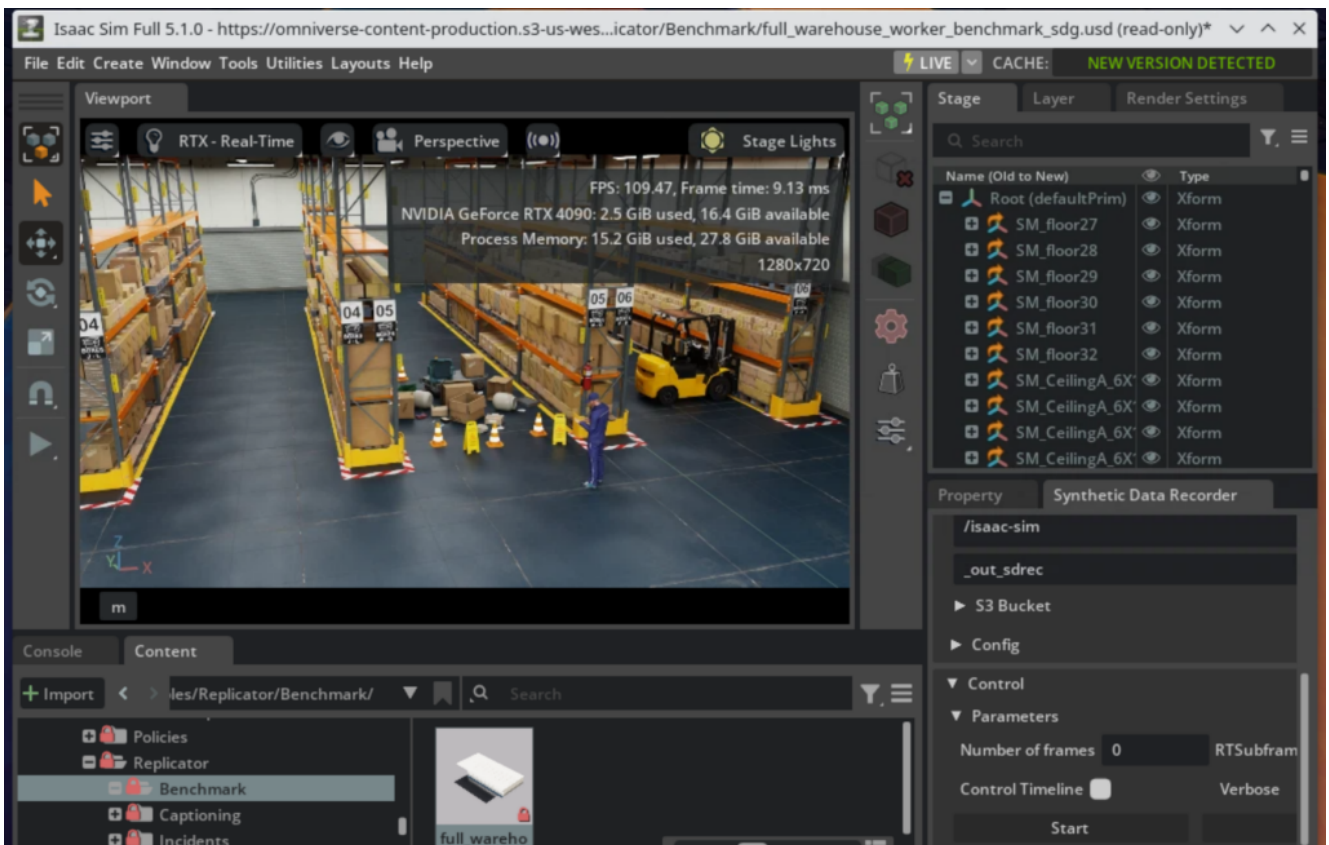 Isaac Sim Full 5.1.0 - https://omniverse-content-production.s3-us-wes...icator/Benchmark/full_warehouse_worker_benchmark_sdg.usd (read-only)*
File Edit Create Window Tools Utilities Layouts Help
LIVE CACHE: NEW VERSION DETECTED
Viewport
RTX - Real-Time
Perspective
Stage Lights
FPS: 109.47, Frame time: 9.13 ms
NVIDIA GeForce RTX 4090: 2.5 GiB used, 16.4 GiB available
Process Memory: 15.2 GiB used, 27.8 GiB available
1280x720
04
04 05
05 06
06
Z
Y
X
m
Stage Layer Render Settings
Search
Name (Old to New) Type
Root (defaultPrim) Xform
SM_floor27 Xform
SM_floor28 Xform
SM_floor29 Xform
SM_floor30 Xform
SM_floor31 Xform
SM_floor32 Xform
SM_CeilingA_6X Xform
SM_CeilingA_6X Xform
SM_CeilingA_6X Xform
SM_CeilingA_6X Xform
Property Synthetic Data Recorder
/isaac-sim
_out_sdrec
S3 Bucket
Config
Control
Parameters
Number of frames 0 RTSubfram
Control Timeline Verbose
Start
Console Content
Import les/Replicator/Benchmark/ Search
Policies
Replicator
Benchmark
Captioning
Incidents
full_wareho